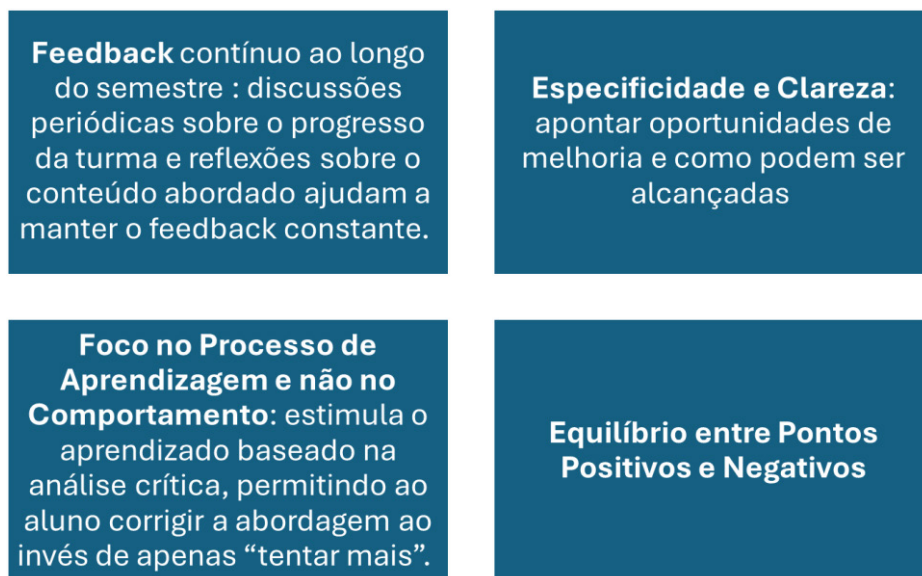 Feedback contínuo ao longo
do semestre : discussões
periódicas sobre o progresso
da turma e reflexões sobre o
conteúdo abordado ajudam a
manter o feedback constante.
Especificidade e Clareza:
apontar oportunidades de
melhoria e como podem ser
alcançadas
Foco no Processo de
Aprendizagem e não no
Comportamento: estimula o
aprendizado baseado na
análise crítica, permitindo ao
aluno corrigir a abordagem ao
invés de apenas “tentar mais”.
Equilíbrio entre Pontos
Positivos e Negativos